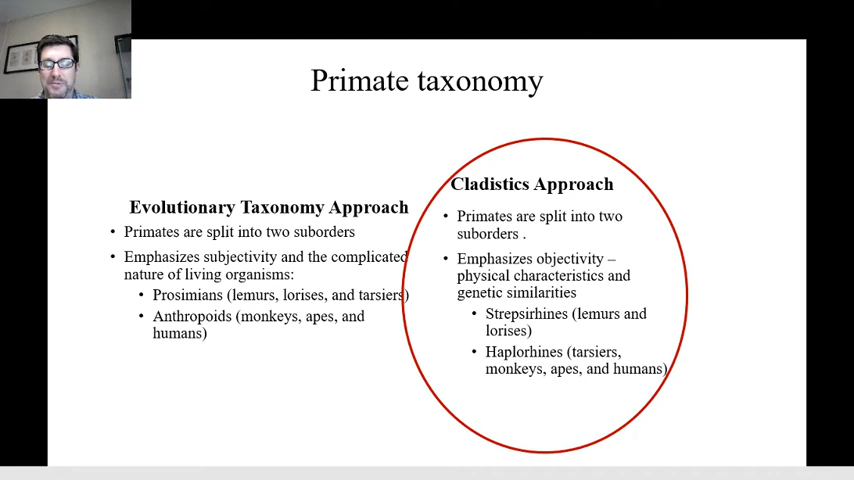 Primate taxonomy
Evolutionary Taxonomy Approach
• Primates are split into two suborders
• Emphasizes subjectivity and the complicated
nature of living organisms:
• Prosimians (lemurs, lorises, and tarsiers)
• Anthropoids (monkeys, apes, and
humans)
Cladistics Approach
• Primates are split into two
suborders .
• Emphasizes objectivity –
physical characteristics and
genetic similarities
• Strepsirhines (lemurs and
lorises)
• Haplorhines (tarsiers,
monkeys, apes, and humans)